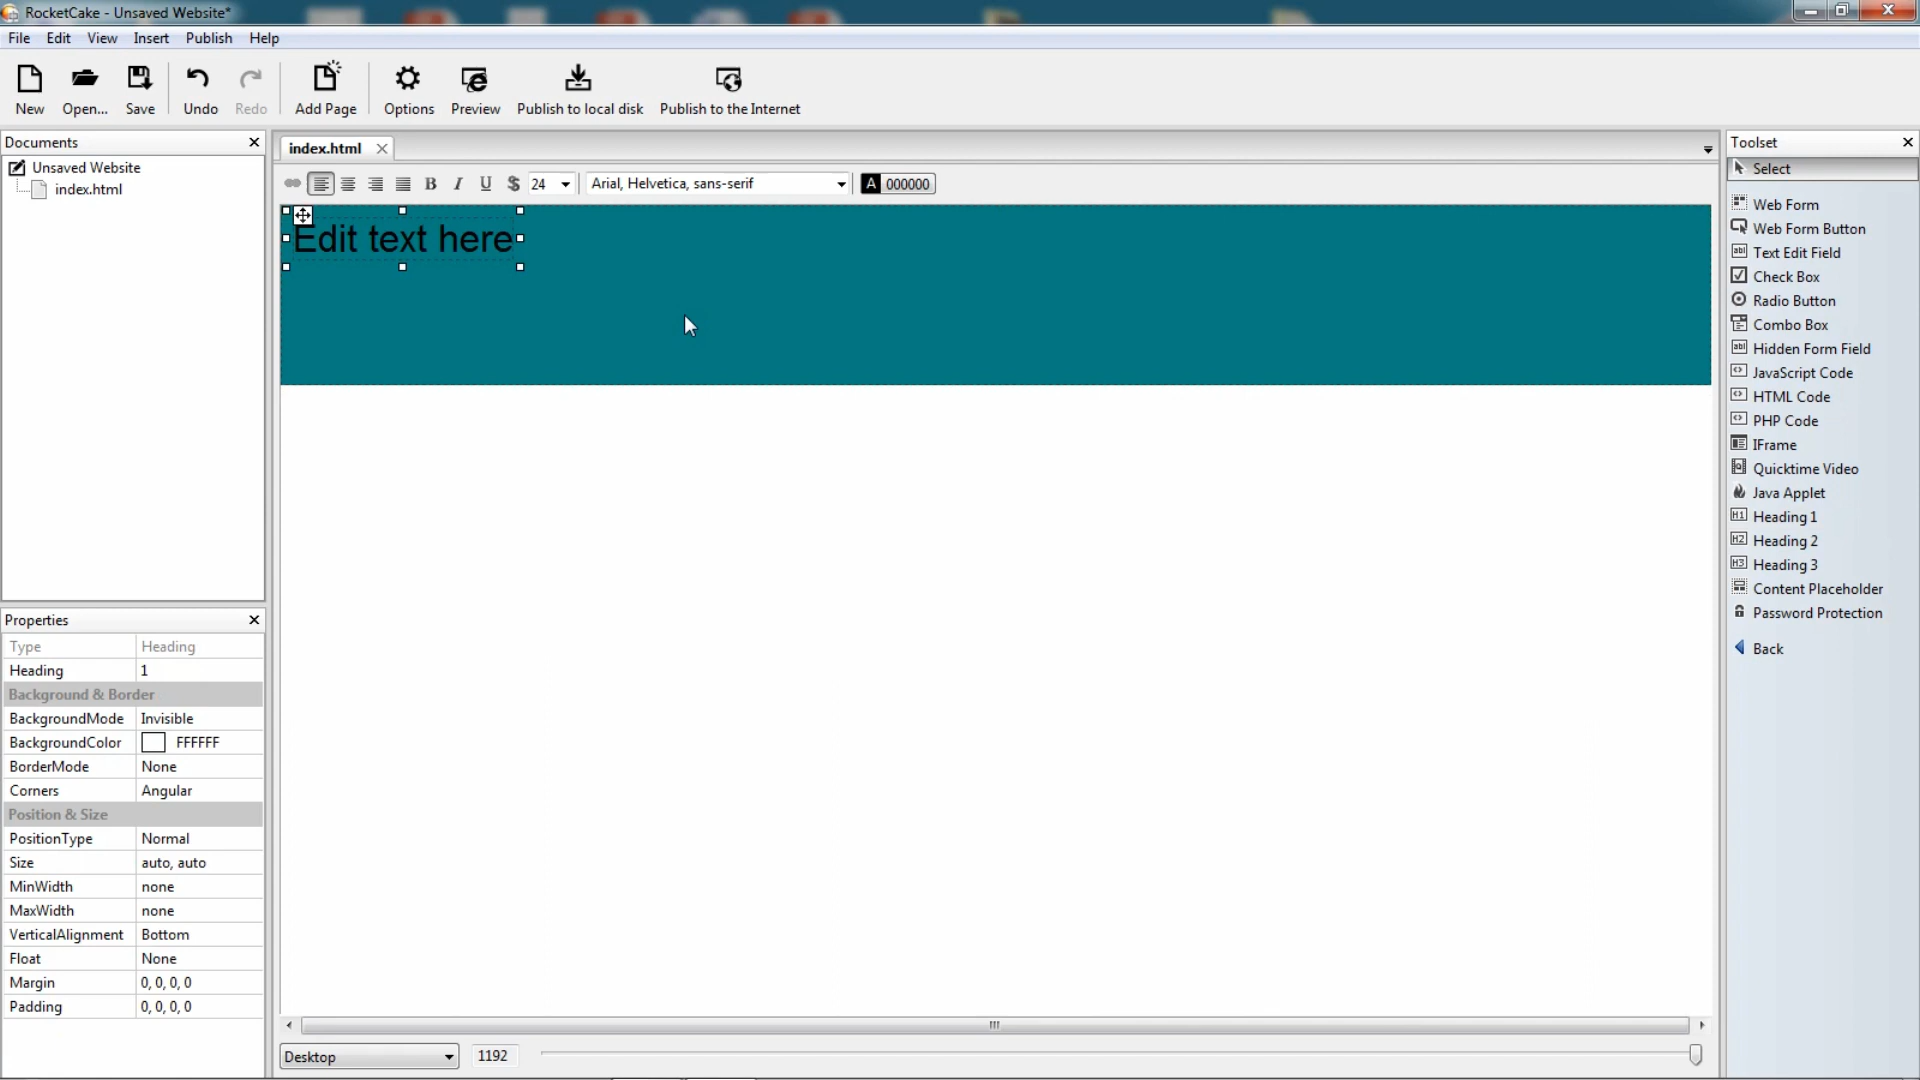 RocketCake - Unsaved Website*
File Edit View Insert Publish Help
New Open... Save Undo Redo Add Page Options Preview Publish to local disk Publish to the Internet
Documents
Unsaved Website
index.html
Properties
Type Heading
Heading 1
Background & Border
BackgroundMode Invisible
BackgroundColor FFFFFF
BorderMode None
Corners Angular
Position & Size
PositionType Normal
Size auto, auto
MinWidth none
MaxWidth none
VerticalAlignment Bottom
Float None
Margin 0, 0, 0, 0
Padding 0, 0, 0, 0
index.html
B I U $ 24 Arial, Helvetica, sans-serif A 000000
Edit text here
Desktop 1192
Toolset
Select
Web Form
Web Form Button
abl Text Edit Field
Check Box
Radio Button
Combo Box
abl Hidden Form Field
JavaScript Code
HTML Code
PHP Code
IFrame
Quicktime Video
Java Applet
H1 Heading 1
H2 Heading 2
H3 Heading 3
Content Placeholder
Password Protection
Back